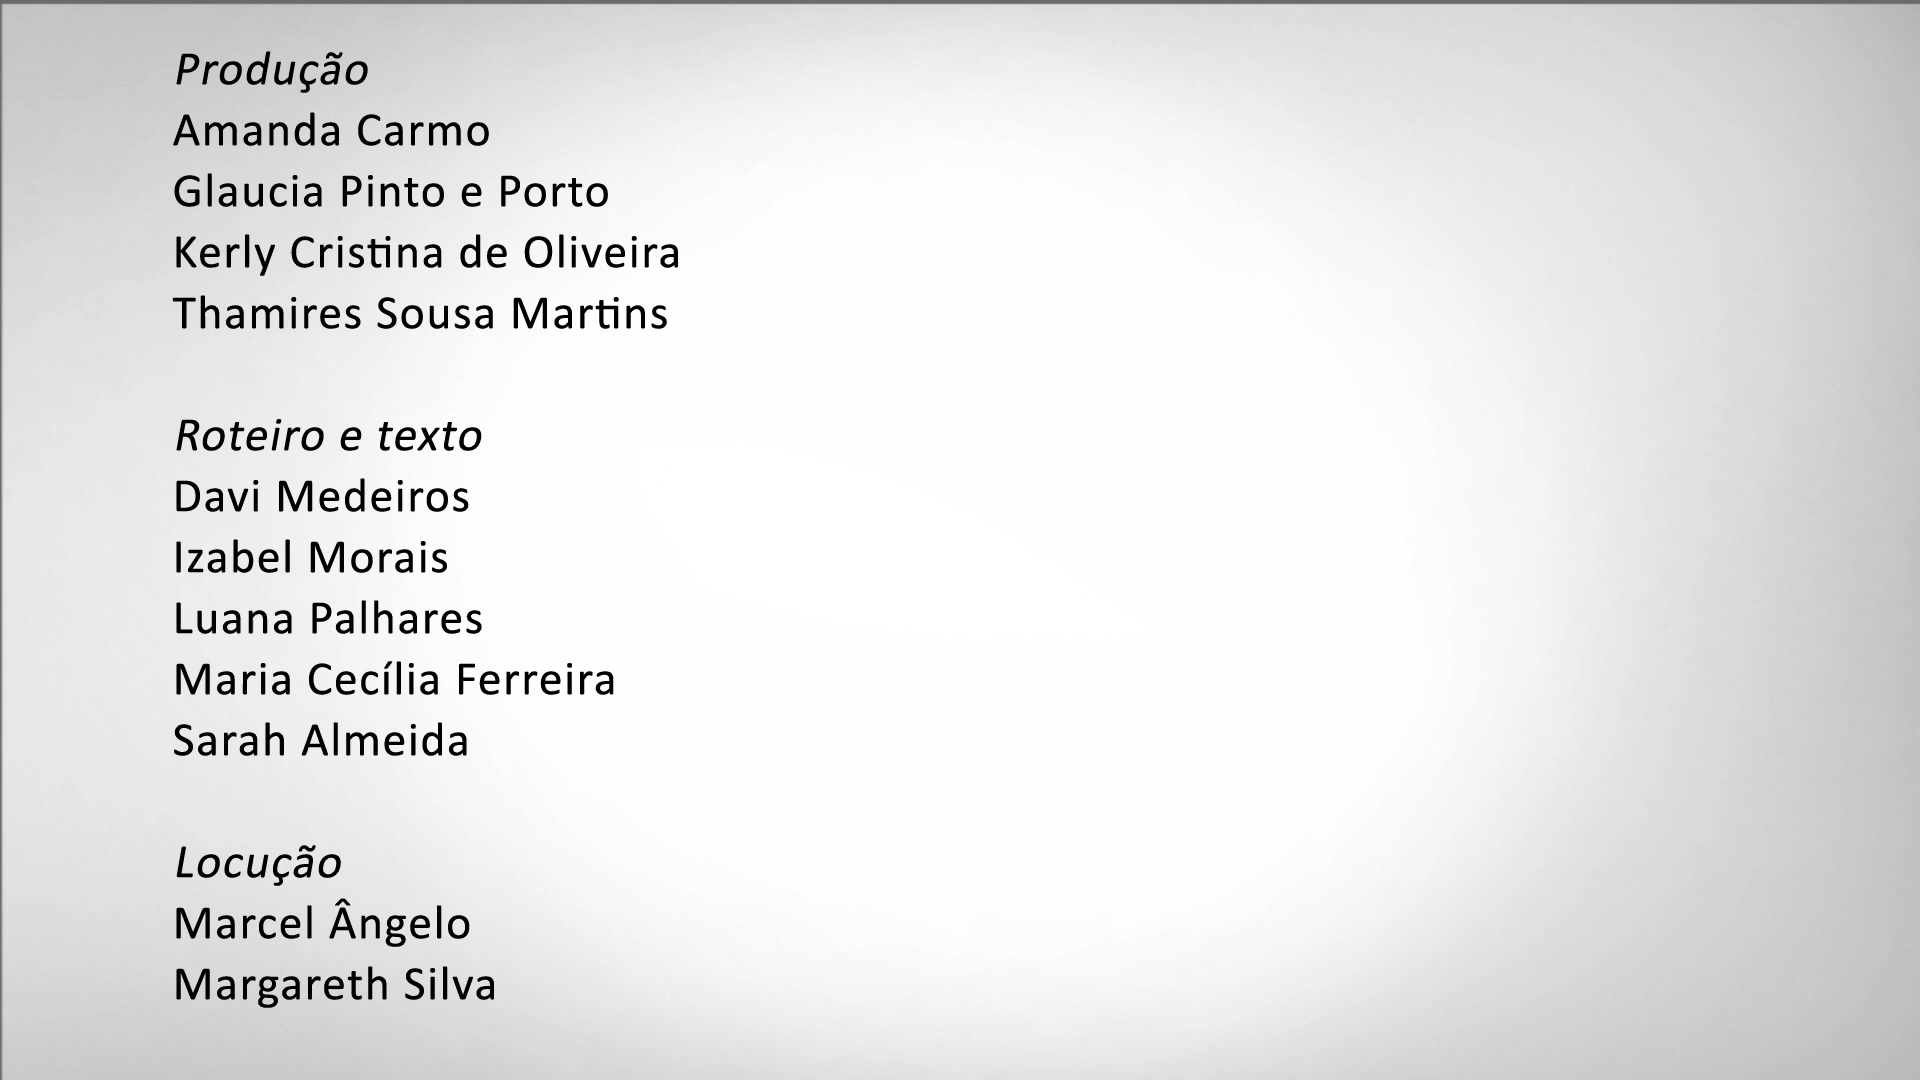 Produção
Amanda Carmo
Glaucia Pinto e Porto
Kerly Cristina de Oliveira
Thamires Sousa Martins
Roteiro e texto
Davi Medeiros
Izabel Morais
Luana Palhares
Maria Cecília Ferreira
Sarah Almeida
Locução
Marcel Ângelo
Margareth Silva